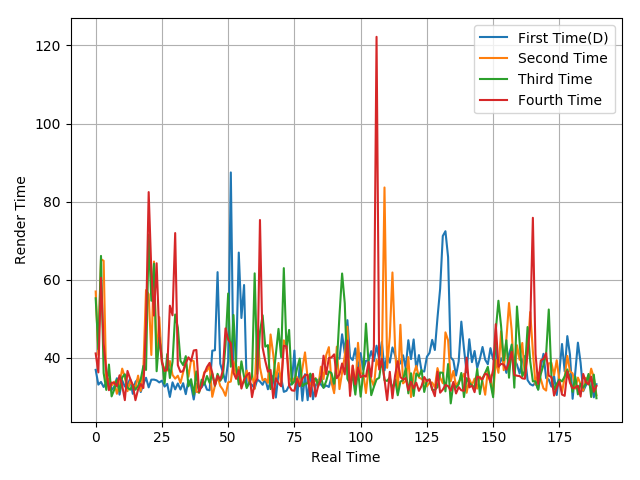 First Time(D)
Second Time
Third Time
Fourth Time
Render Time
120
100
80
60
40
0
25
50
75
100
125
150
175
Real Time